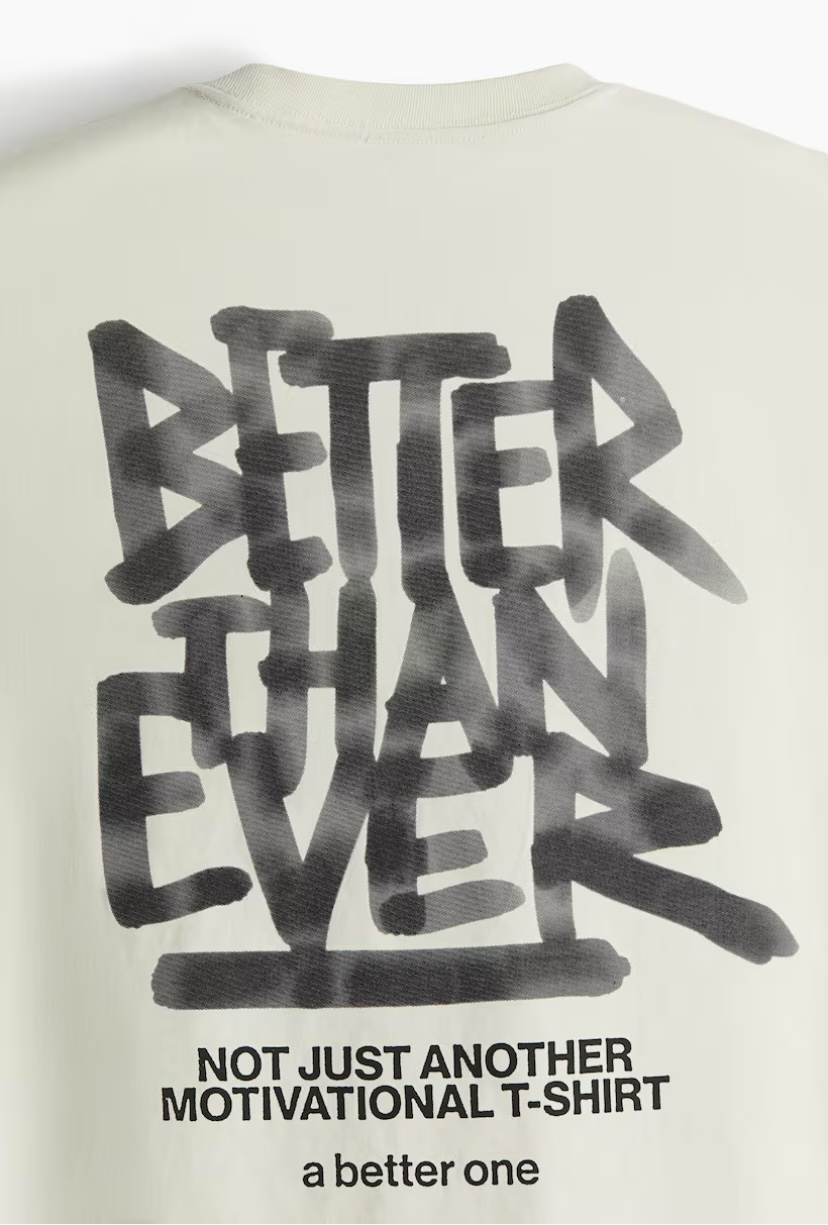 BETTER
THAN
EVER
NOT JUST ANOTHER
MOTIVATIONAL T-SHIRT
a better one